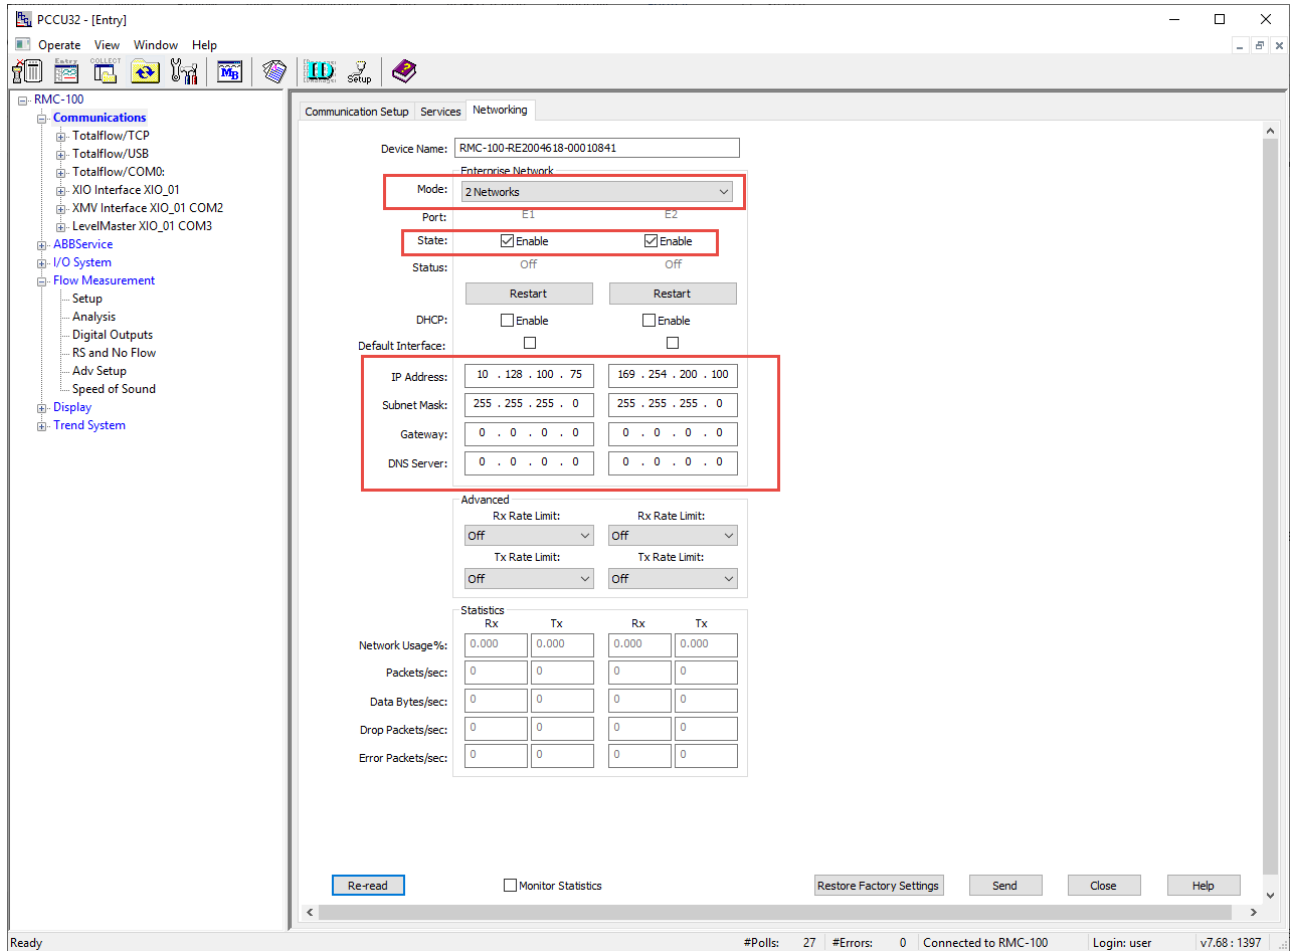 PCCU32 - [Entry]
Operate View Window Help
Entry COLLECT MB ID Manager Setup
RMC-100
Communications
Totalflow/TCP
Totalflow/USB
Totalflow/COM0:
XIO Interface XIO_01
XMV Interface XIO_01 COM2
LevelMaster XIO_01 COM3
ABBService
I/O System
Flow Measurement
Setup
Analysis
Digital Outputs
RS and No Flow
Adv Setup
Speed of Sound
Display
Trend System
Communication Setup Services Networking
Device Name: RMC-100-RE2004618-00010841
Enterprise Network
Mode: 2 Networks
Port: E1 E2
State: Enable Enable
Status: Off Off
Restart Restart
DHCP: Enable Enable
Default Interface:
IP Address: 10 . 128 . 100 . 75 169 . 254 . 200 . 100
Subnet Mask: 255 . 255 . 255 . 0 255 . 255 . 255 . 0
Gateway: 0 . 0 . 0 . 0 0 . 0 . 0 . 0
DNS Server: 0 . 0 . 0 . 0 0 . 0 . 0 . 0
Advanced
Rx Rate Limit: Rx Rate Limit:
Off Off
Tx Rate Limit: Tx Rate Limit:
Off Off
Statistics
Rx Tx Rx Tx
Network Usage%: 0.000 0.000 0.000 0.000
Packets/sec: 0 0 0 0
Data Bytes/sec: 0 0 0 0
Drop Packets/sec: 0 0 0 0
Error Packets/sec: 0 0 0 0
Re-read Monitor Statistics Restore Factory Settings Send Close Help
Ready #Polls: 27 #Errors: 0 Connected to RMC-100 Login: user v7.68 : 1397